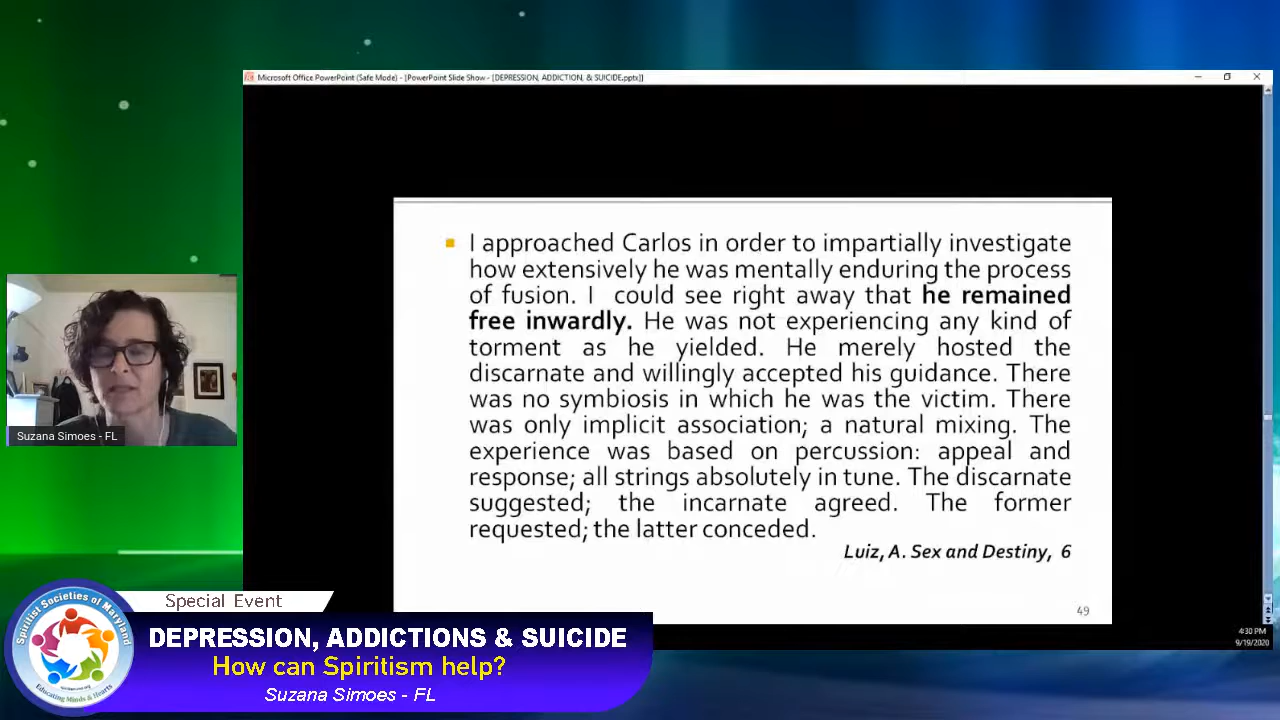 Microsoft Office PowerPoint (Safe Mode) - [PowerPoint Slide Show - [DEPRESSION, ADDICTION, & SUICIDE.pptx]]
I approached Carlos in order to impartially investigate
how extensively he was mentally enduring the process
of fusion. I could see right away that he remained
free inwardly. He was not experiencing any kind of
torment as he yielded. He merely hosted the
discarnate and willingly accepted his guidance. There
was no symbiosis in which he was the victim. There
was only implicit association; a natural mixing. The
experience was based on percussion: appeal and
response; all strings absolutely in tune. The discarnate
suggested; the incarnate agreed. The former
requested; the latter conceded.
Luiz, A. Sex and Destiny, 6
49
4:30 PM
9/19/2020
Suzana Simoes - FL
Spiritist Societies of Maryland
Educating Minds & Hearts
Special Event
DEPRESSION, ADDICTIONS & SUICIDE
How can Spiritism help?
Suzana Simoes - FL